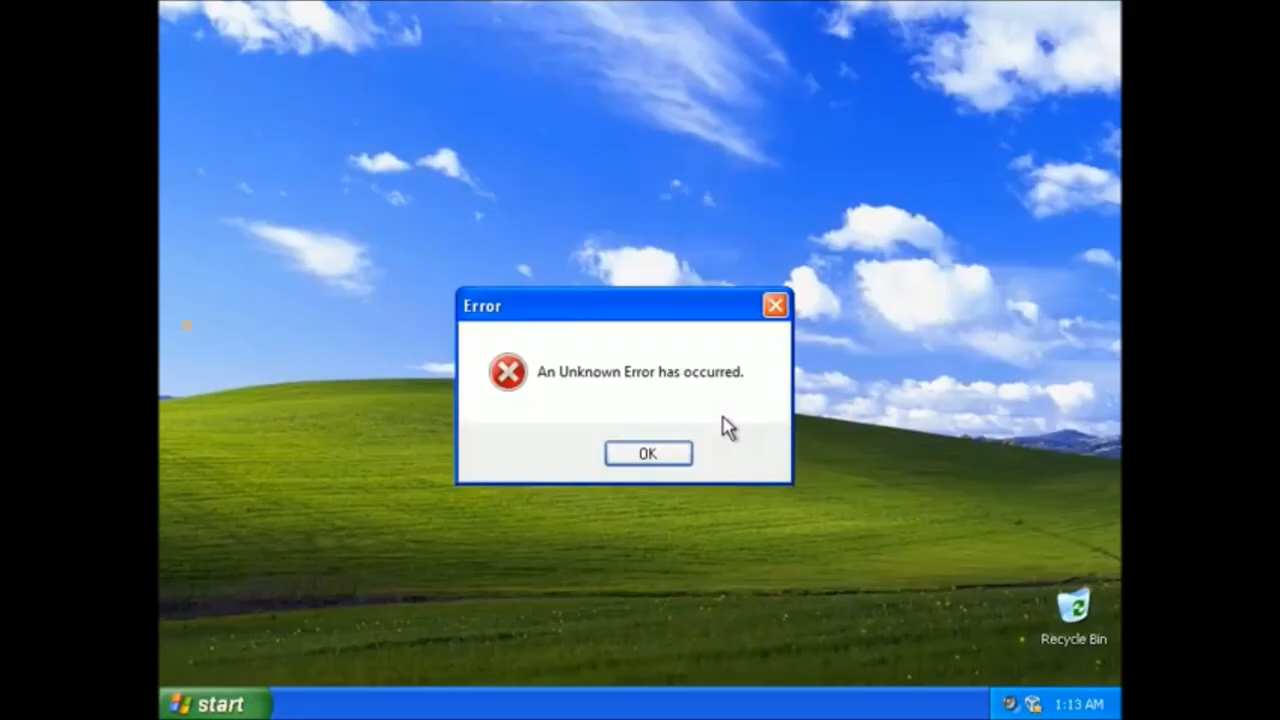 Error
An Unknown Error has occurred.
OK
Recycle Bin
start
1:13 AM